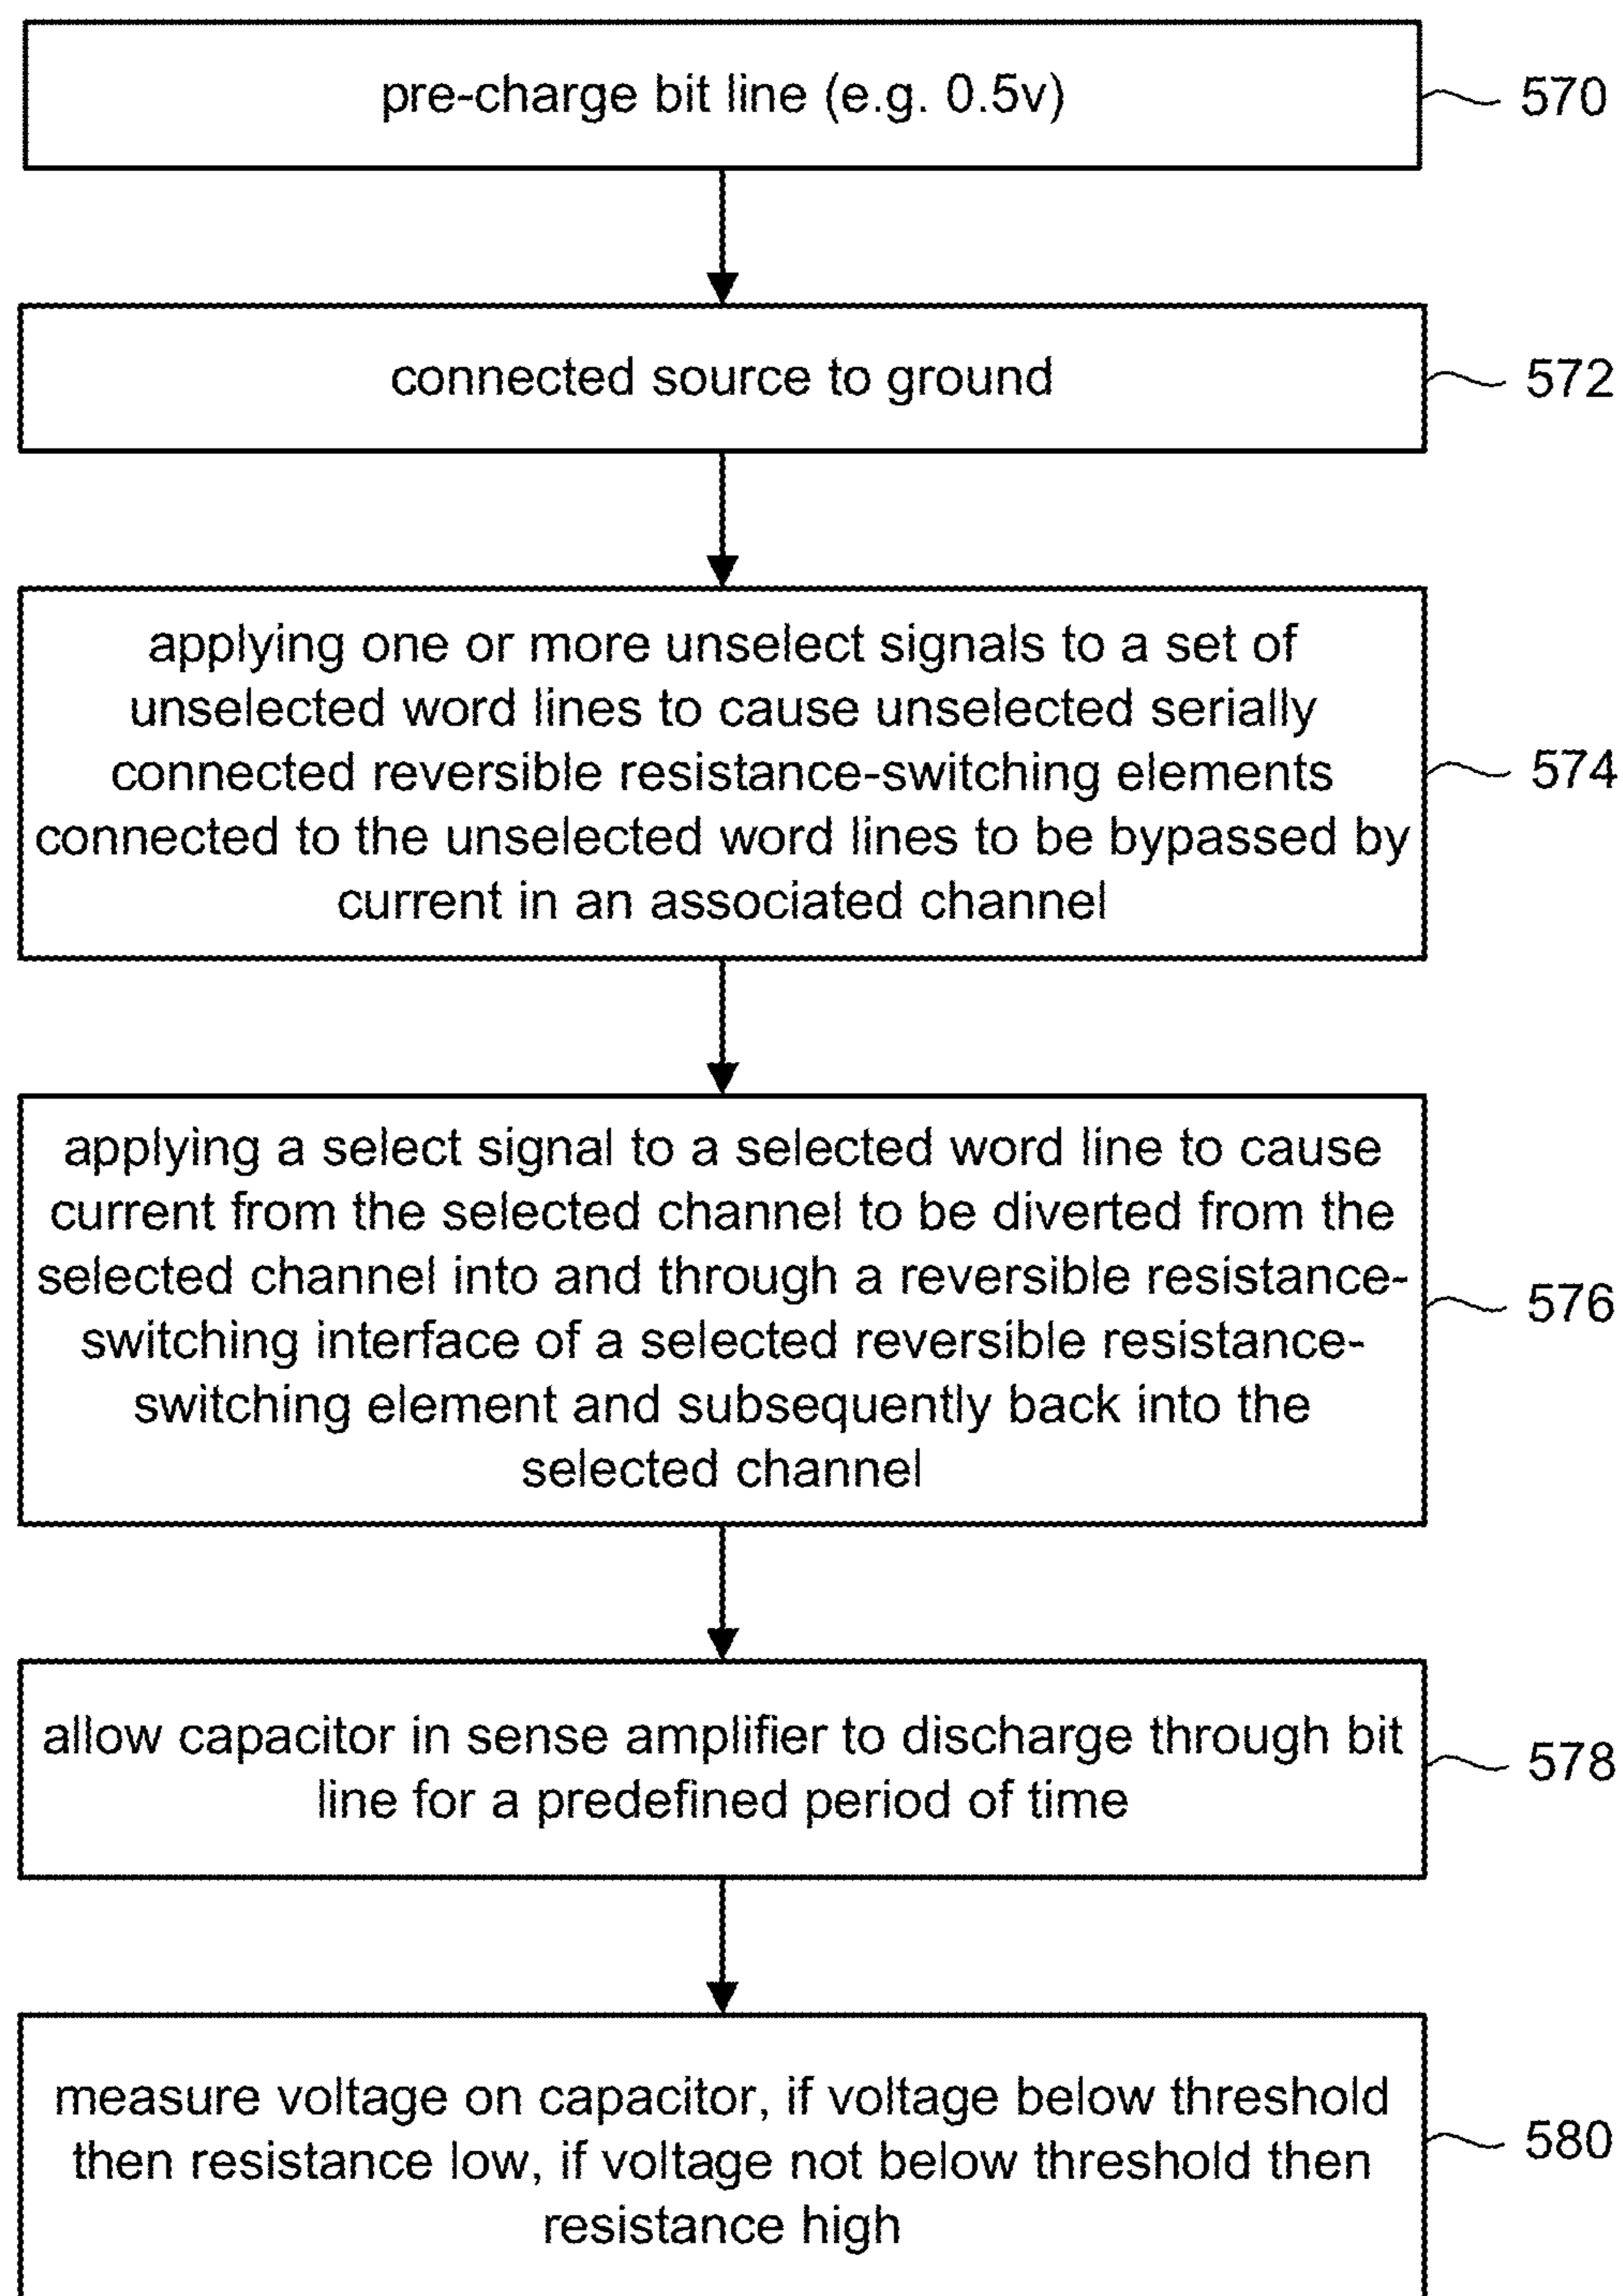 pre-charge bit line (e.g. 0.5v)
570
connected source to ground
572
applying one or more unselect signals to a set of
unselected word lines to cause unselected serially
connected reversible resistance-switching elements
connected to the unselected word lines to be bypassed by
current in an associated channel
574
applying a select signal to a selected word line to cause
current from the selected channel to be diverted from the
selected channel into and through a reversible resistance-
switching interface of a selected reversible resistance-
switching element and subsequently back into the
selected channel
576
allow capacitor in sense amplifier to discharge through bit
line for a predefined period of time
578
measure voltage on capacitor, if voltage below threshold
then resistance low, if voltage not below threshold then
resistance high
580